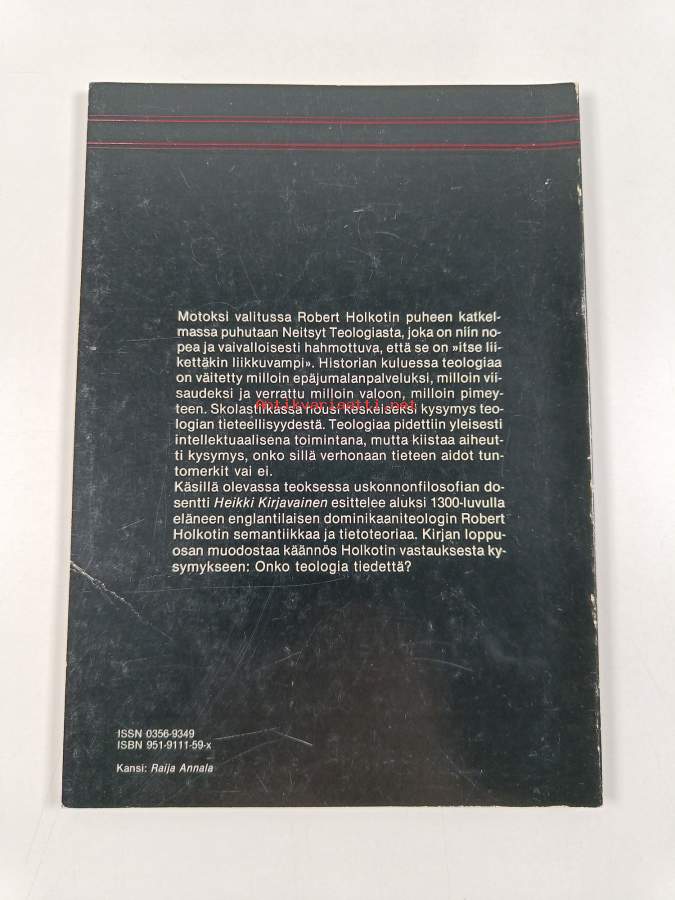 Motoksi valitussa Robert Holkotin puheen katkel-
massa puhutaan Neitsyt Teologiasta, joka on niin no-
pea ja vaivalloisesti hahmottuva, että se on »itse lii-
kettäkin liikkuvampi». Historian kuluessa teologiaa
on väitetty milloin epäjumalanpalveluksi, milloin vii-
saudeksi ja verrattu milloin valoon, milloin pimey-
teen. Skolastiikassa nousi keskeiseksi kysymys teo-
Antikvariaatti.net
logian tieteellisyydestä. Teologiaa pidettiin yleisesti
intellektuaalisena toimintana, mutta kiistaa aiheut-
ti kysymys, onko sillä verhonaan tieteen aidot tun-
tomerkit vai ei.
Käsillä olevassa teoksessa uskonnonfilosofian do-
sentti Heikki Kirjavainen esittelee aluksi 1300-luvulla
eläneen englantilaisen dominikaaniteologin Robert
Holkotin semantiikkaa ja tietoteoriaa. Kirjan loppu-
osan muodostaa käännös Holkotin vastauksesta ky-
symykseen: Onko teologia tiedettä?
ISSN 0356-9349
ISBN 951-9111-59-x
Kansi: Raija Annala